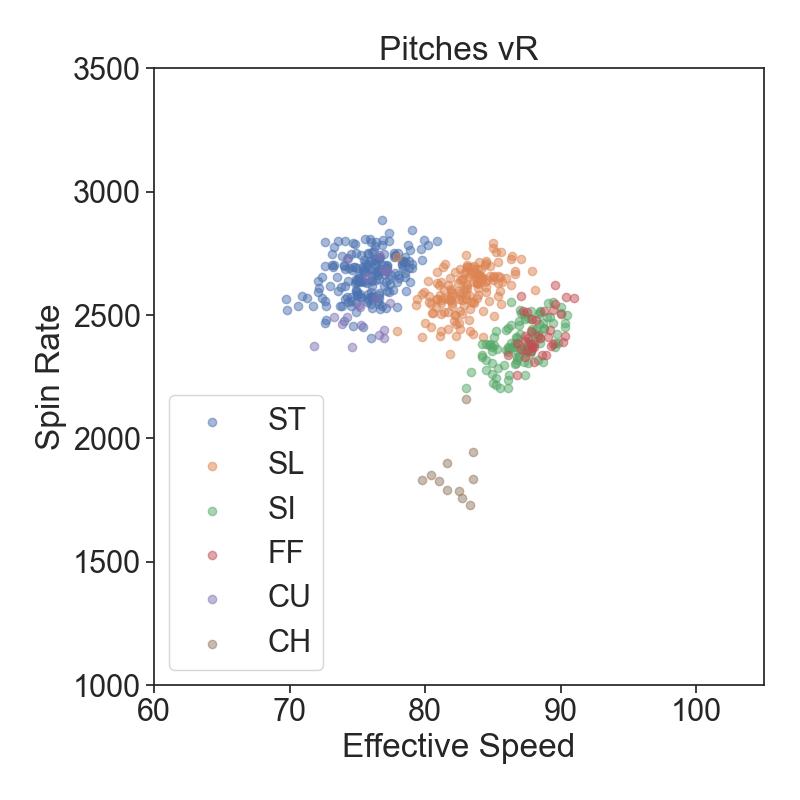 Pitches vR
3500
3000
2500
2000
1500
1000
Spin Rate
ST
SL
SI
FF
CU
CH
60 70 80 90 100
Effective Speed